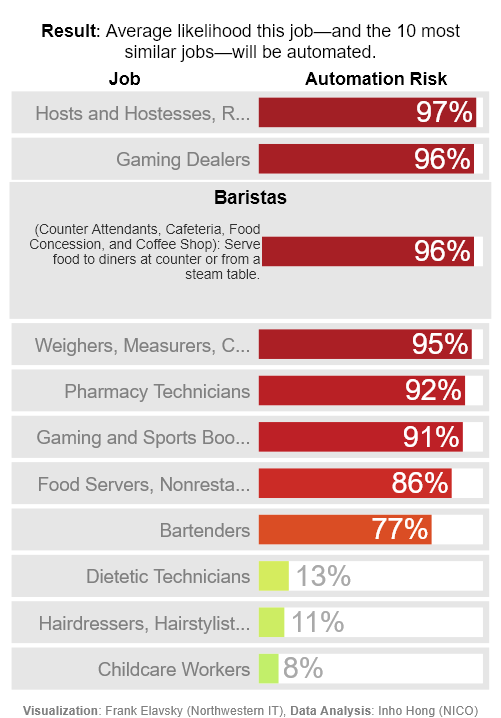 Result: Average likelihood this job—and the 10 most
similar jobs—will be automated.
Job Automation Risk
Hosts and Hostesses, R... 97%
Gaming Dealers 96%
Baristas
(Counter Attendants, Cafeteria, Food
Concession, and Coffee Shop): Serve
food to diners at counter or from a
steam table.
96%
Weighers, Measurers, C... 95%
Pharmacy Technicians 92%
Gaming and Sports Boo... 91%
Food Servers, Nonresta... 86%
Bartenders 77%
Dietetic Technicians 13%
Hairdressers, Hairstylist... 11%
Childcare Workers 8%
Visualization: Frank Elavsky (Northwestern IT), Data Analysis: Inho Hong (NICO)